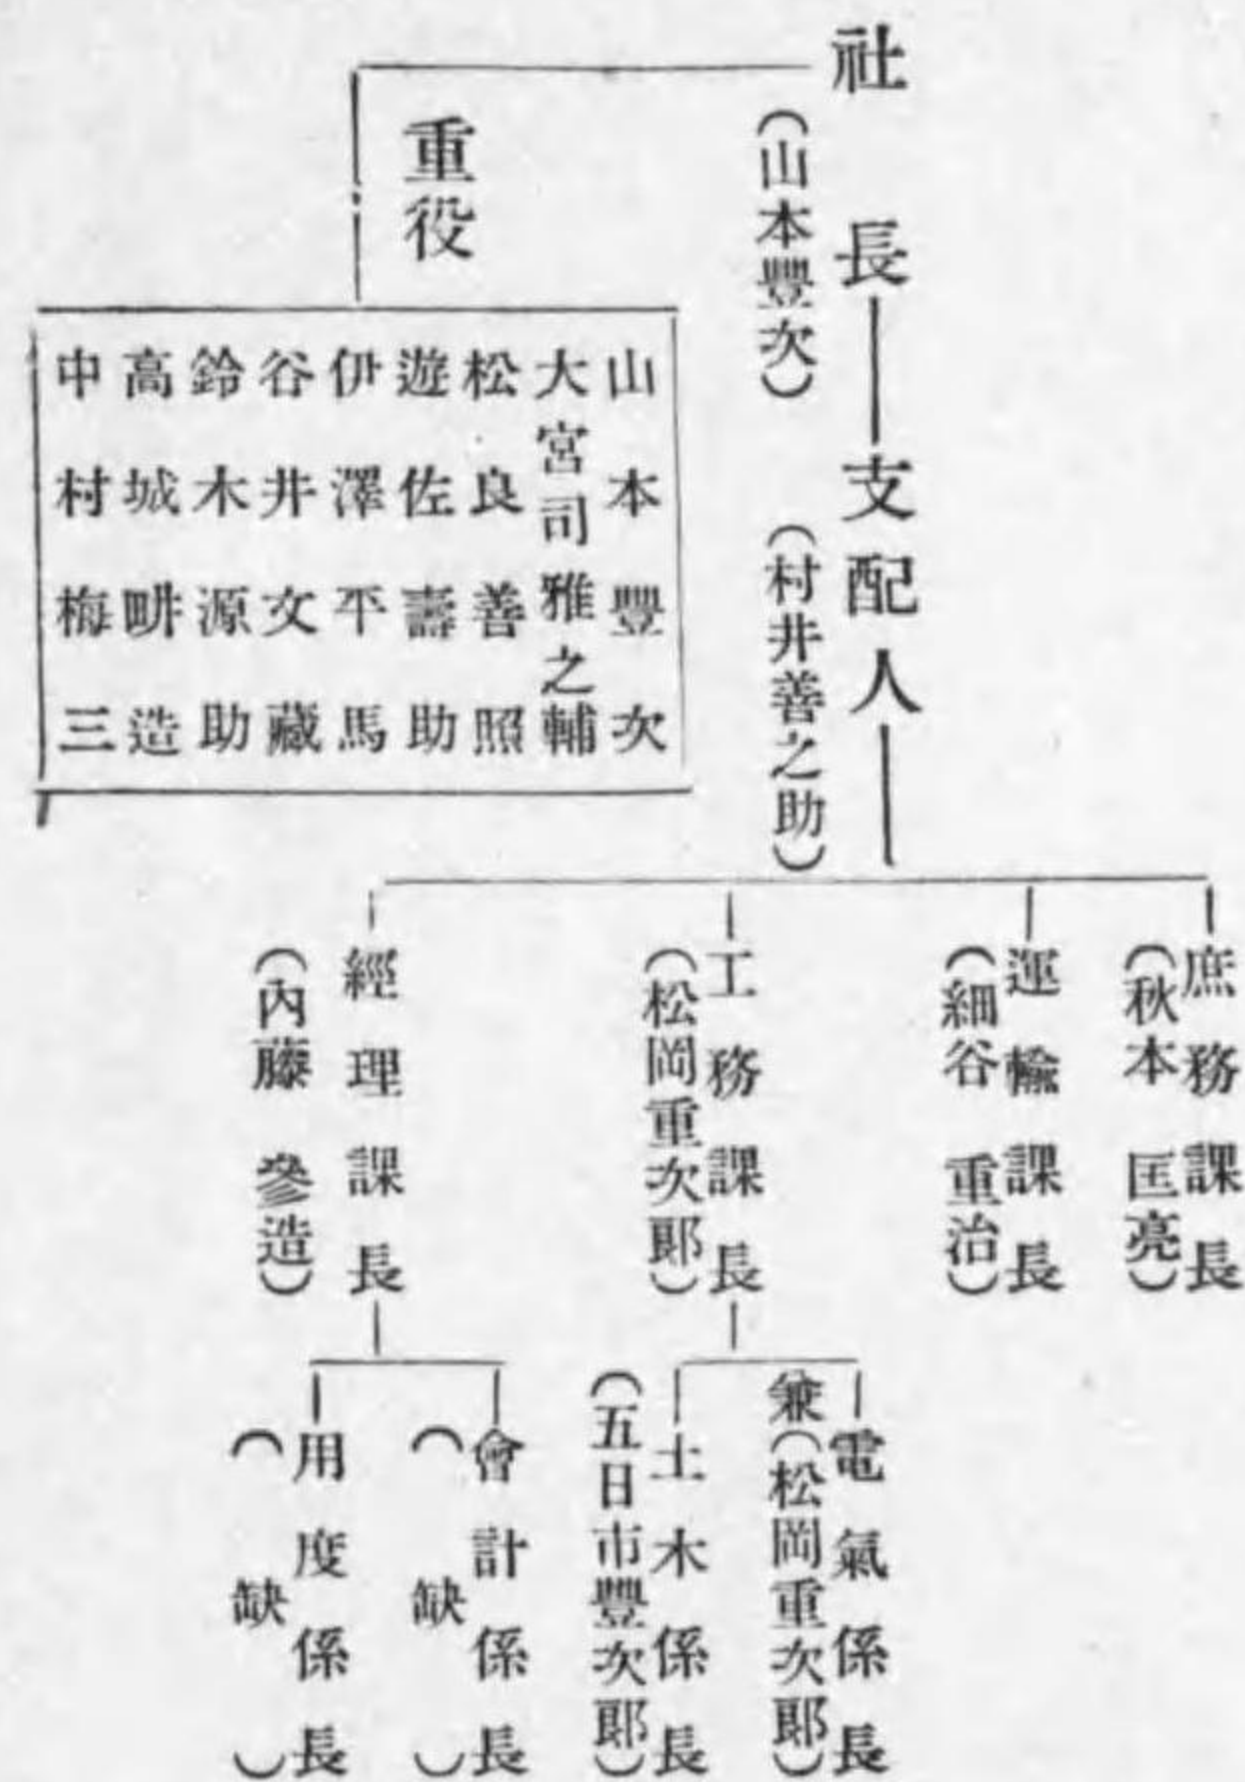 社長
(山本豐次)
支配人
(村井善之助)
重役
山本豐次
大宮司雅之輔
松良善照
遊佐壽助
伊澤平馬
谷井文藏
鈴木源助
高城畊造
中村梅三
庶務課長
(秋本匡亮)
運輸課長
(細谷重治)
工務課長
(松岡重次郎)
經理課長
(內藤參造)
電氣係長
兼(松岡重次郎)
土木係長
(五日市豐次郎)
會計係長
(缺)
用度係長
(缺)